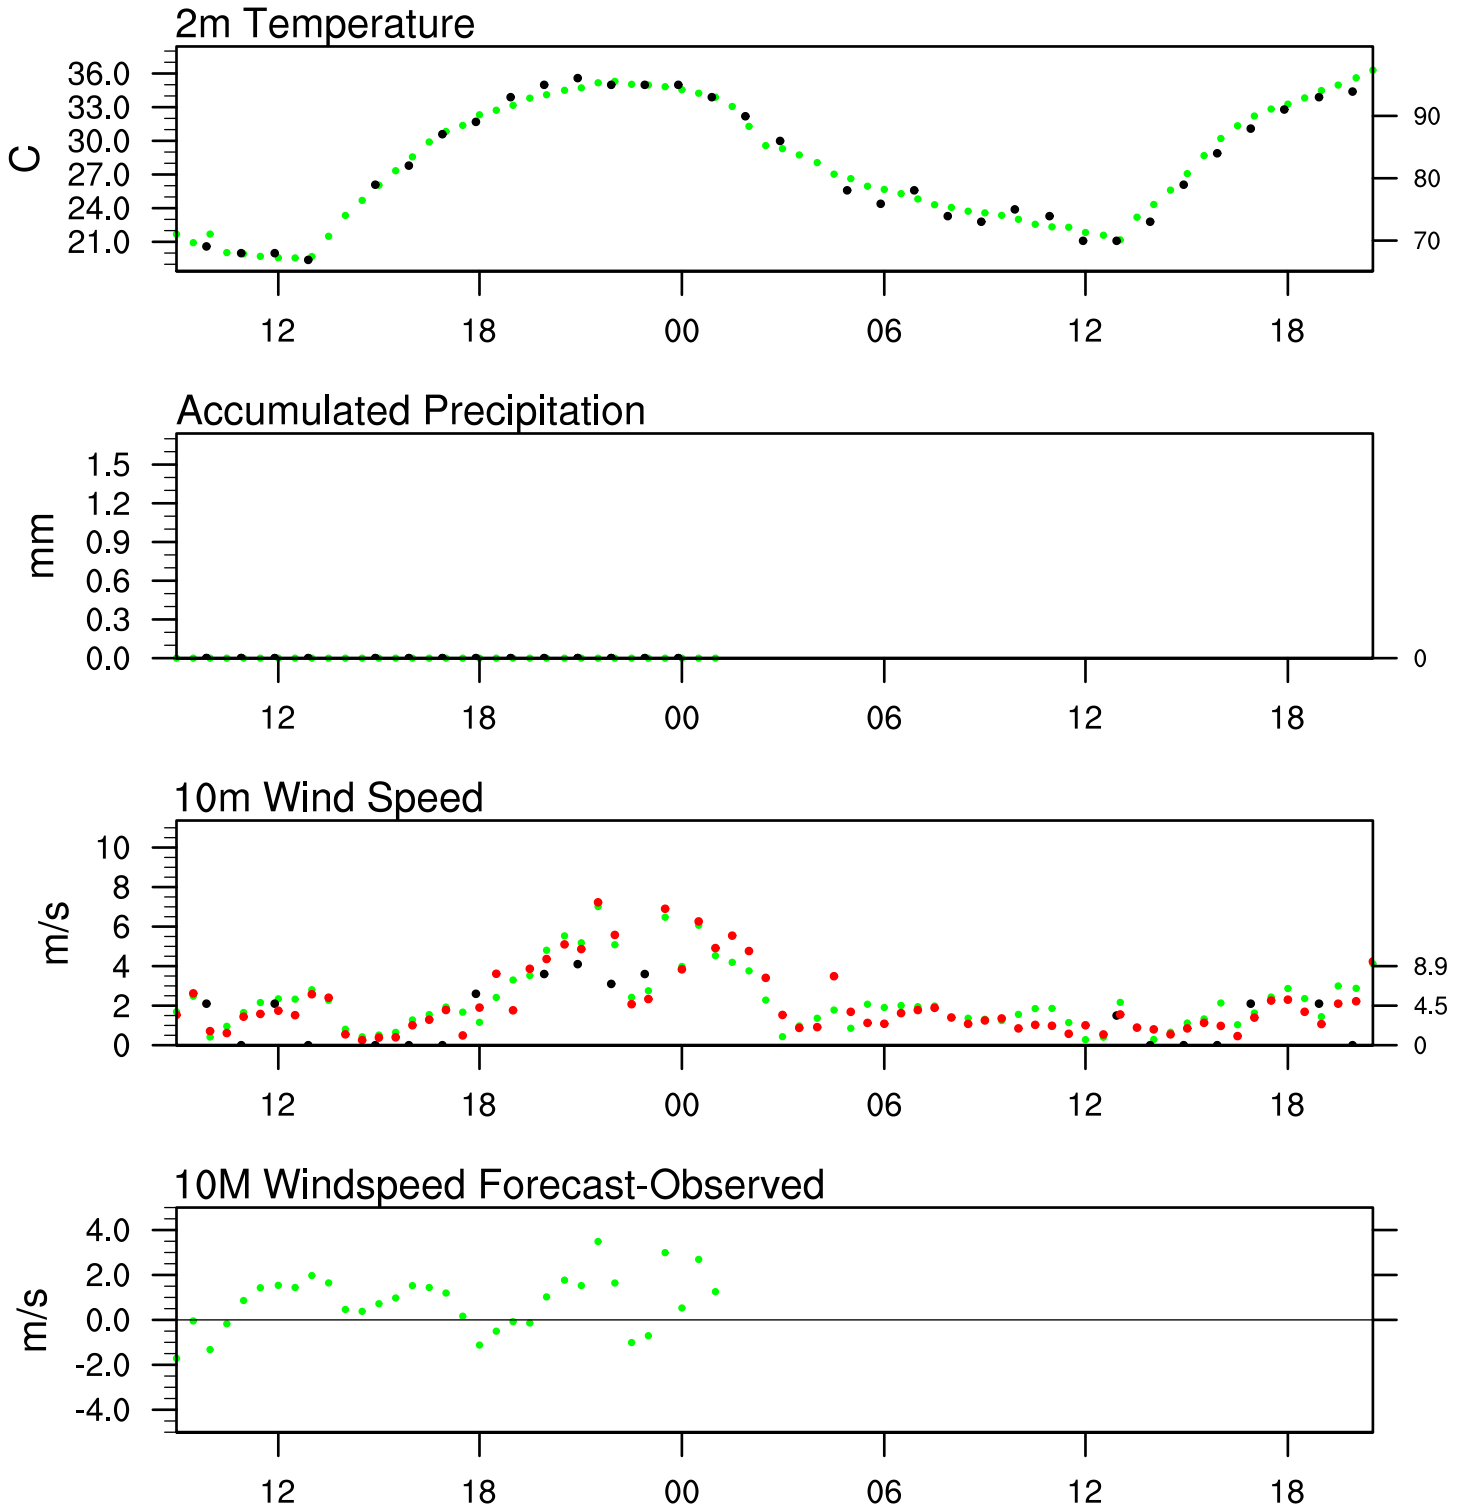 2m Temperature
36.0
33.0
30.0
27.0
24.0
21.0
C
90
80
70
12 18 00 06 12 18
Accumulated Precipitation
1.5
1.2
0.9
0.6
0.3
0.0
mm
0
12 18 00 06 12 18
10m Wind Speed
10
8
6
4
2
0
m/s
8.9
4.5
0
12 18 00 06 12 18
10M Windspeed Forecast-Observed
4.0
2.0
0.0
-2.0
-4.0
m/s
12 18 00 06 12 18